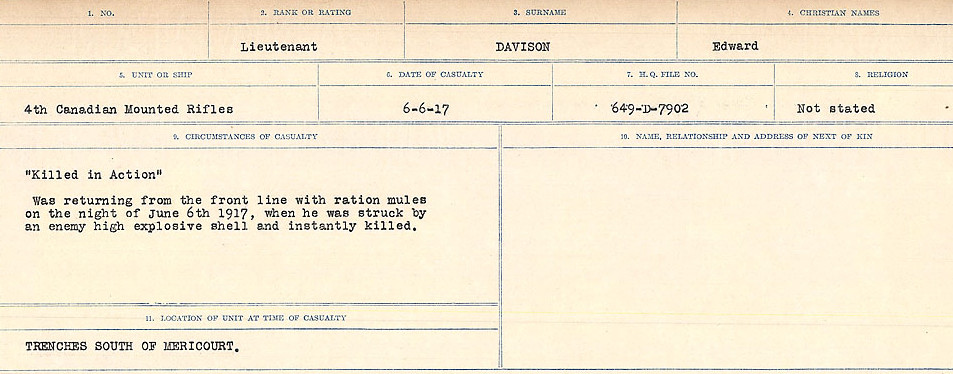 1. NO. 2. RANK OR RATING 3. SURNAME 4. CHRISTIAN NAMES
Lieutenant DAVISON Edward
5. UNIT OR SHIP 6. DATE OF CASUALTY 7. H.Q. FILE NO. 8. RELIGION
4th Canadian Mounted Rifles 6-6-17 649-D-7902 Not stated
9. CIRCUMSTANCES OF CASUALTY 10. NAME, RELATIONSHIP AND ADDRESS OF NEXT OF KIN
"Killed in Action"
Was returning from the front line with ration mules
on the night of June 6th 1917, when he was struck by
an enemy high explosive shell and instantly killed.
11. LOCATION OF UNIT AT TIME OF CASUALTY
TRENCHES SOUTH OF MERICOURT.